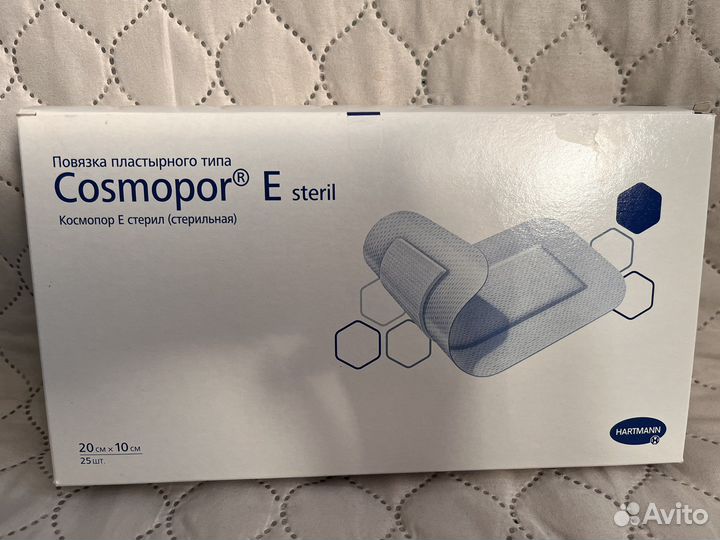 Повязка пластырного типа
Cosmopor® E steril
Космопор Е стерил (стерильная)
20 см x 10 см
25 шт.
HARTMANN
Avito